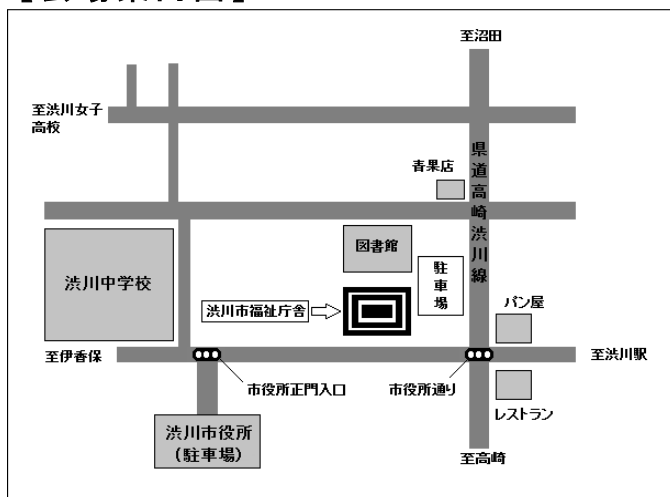 至沼田
至渋川女子
高校
県道高崎渋川線
青果店
図書館
駐車場
渋川中学校
渋川市福祉庁舎
パン屋
至伊香保
至渋川駅
市役所正門入口
市役所通り
レストラン
渋川市役所
（駐車場）
至高崎